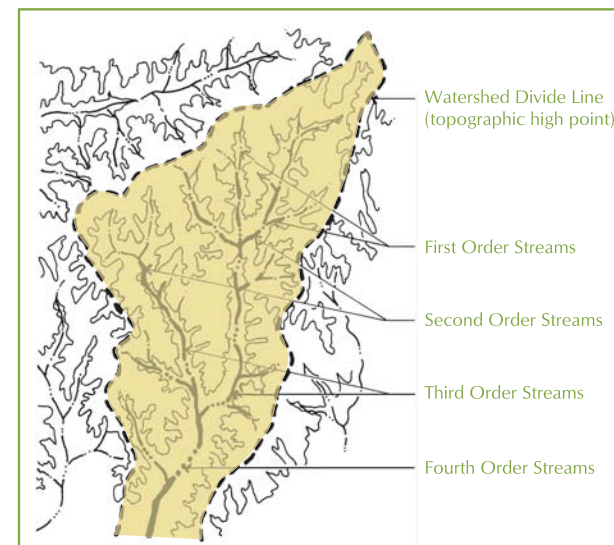 Watershed Divide Line
(topographic high point)
First Order Streams
Second Order Streams
Third Order Streams
Fourth Order Streams